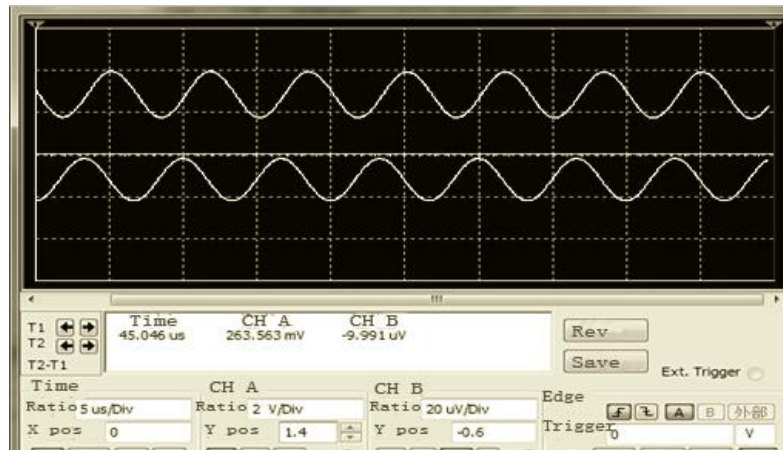 Time CH A CH B
T1 45.046 us 263.563 mV -9.991 uV
T2
T2-T1
Rev
Save
Ext. Trigger
Time CH A CH B Edge
Ratio 5 us/Div Ratio 2 V/Div Ratio 20 uV/Div A B 外部
X pos 0 Y pos 1.4 Y pos -0.6 Trigger 0 V